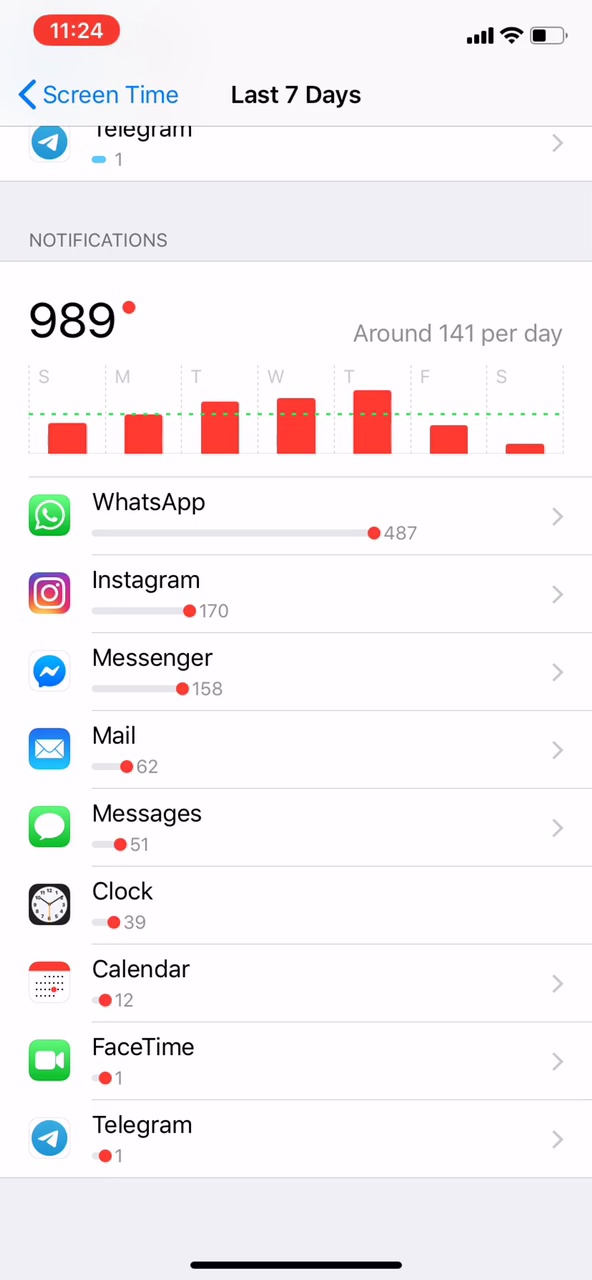 11:24
Screen Time
Last 7 Days
Telegram
1
NOTIFICATIONS
989
Around 141 per day
S M T W T F S
WhatsApp
487
Instagram
170
Messenger
158
Mail
62
Messages
51
Clock
39
Calendar
12
FaceTime
1
Telegram
1